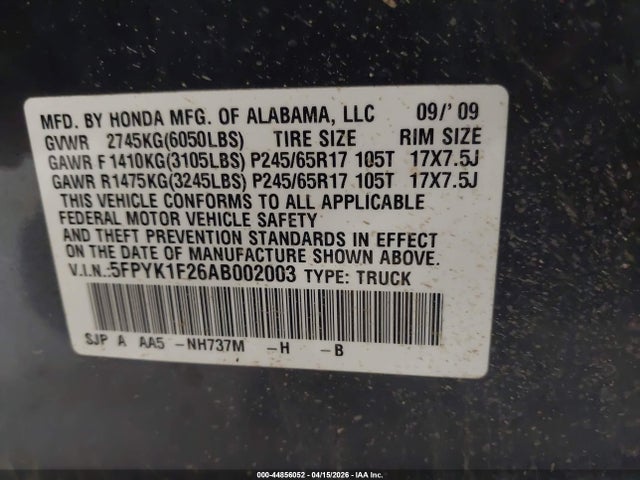 MFD. BY HONDA MFG. OF ALABAMA, LLC 09/'09
GVWR 2745KG(6050LBS) TIRE SIZE RIM SIZE
GAWR F 1410KG(3105LBS) P245/65R17 105T 17X7.5J
GAWR R1475KG(3245LBS) P245/65R17 105T 17X7.5J
THIS VEHICLE CONFORMS TO ALL APPLICABLE
FEDERAL MOTOR VEHICLE SAFETY
AND THEFT PREVENTION STANDARDS IN EFFECT
ON THE DATE OF MANUFACTURE SHOWN ABOVE.
V.I.N.:5FPYK1F26AB002003 TYPE: TRUCK
SJP A AA5 -NH737M -H -B
000-44856052 - 04/15/2026 - IAA Inc.